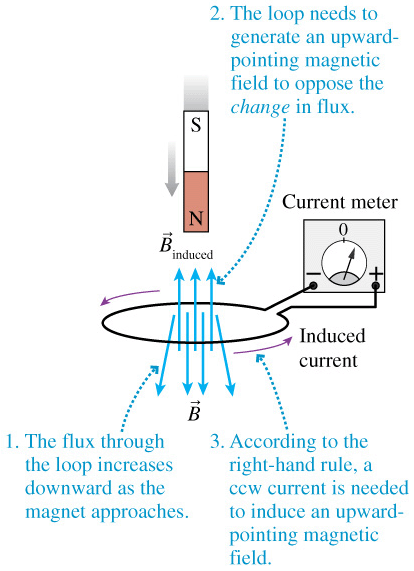 2. The loop needs to
generate an upward-
pointing magnetic
field to oppose the
change in flux.
S
N
Current meter
0
− +
B⃗induced
Induced
current
B⃗
1. The flux through
the loop increases
downward as the
magnet approaches.
3. According to the
right-hand rule, a
ccw current is needed
to induce an upward-
pointing magnetic
field.